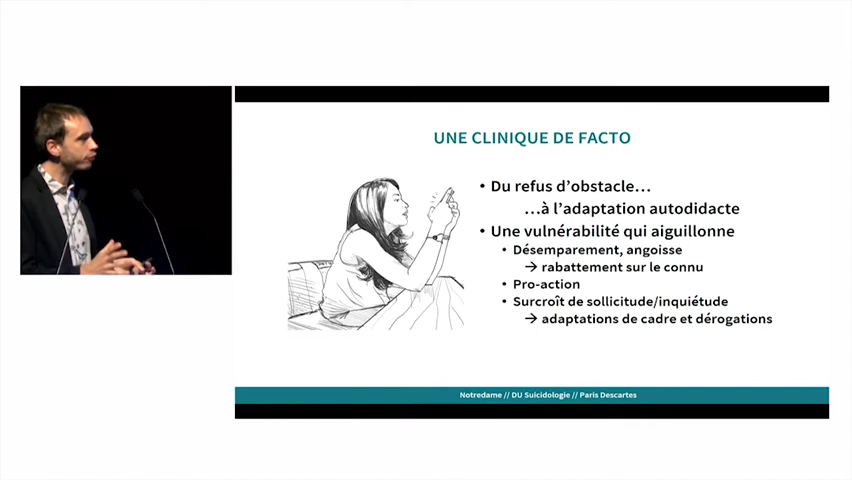 UNE CLINIQUE DE FACTO
• Du refus d’obstacle…
…à l’adaptation autodidacte
• Une vulnérabilité qui aiguillonne
• Désemparement, angoisse
→ rabattement sur le connu
• Pro-action
• Surcroît de sollicitude/inquiétude
→ adaptations de cadre et dérogations
Notredame // DU Suicidologie // Paris Descartes